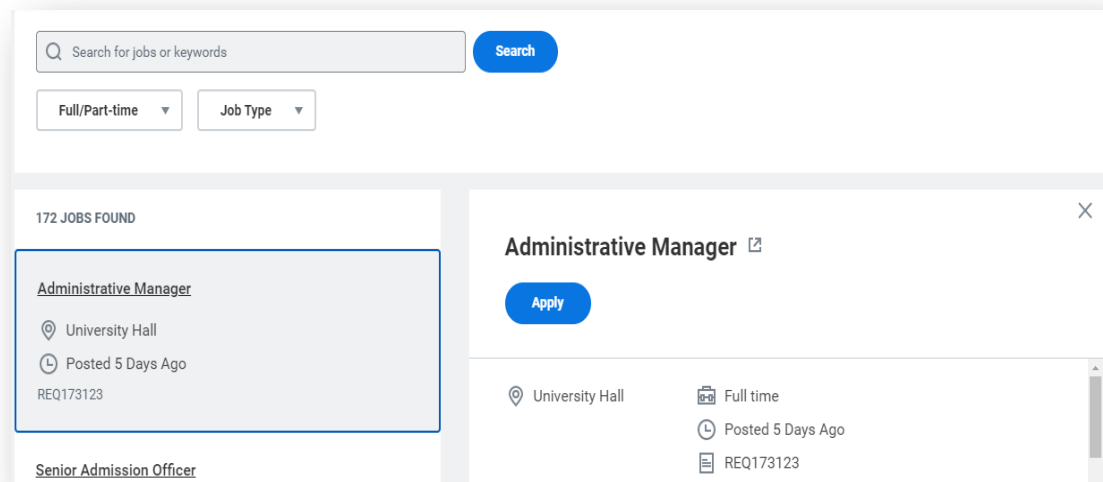 Search for jobs or keywords
Search
Full/Part-time
Job Type
172 JOBS FOUND
Administrative Manager
University Hall
Posted 5 Days Ago
REQ173123
Senior Admission Officer
Administrative Manager
Apply
University Hall
Full time
Posted 5 Days Ago
REQ173123